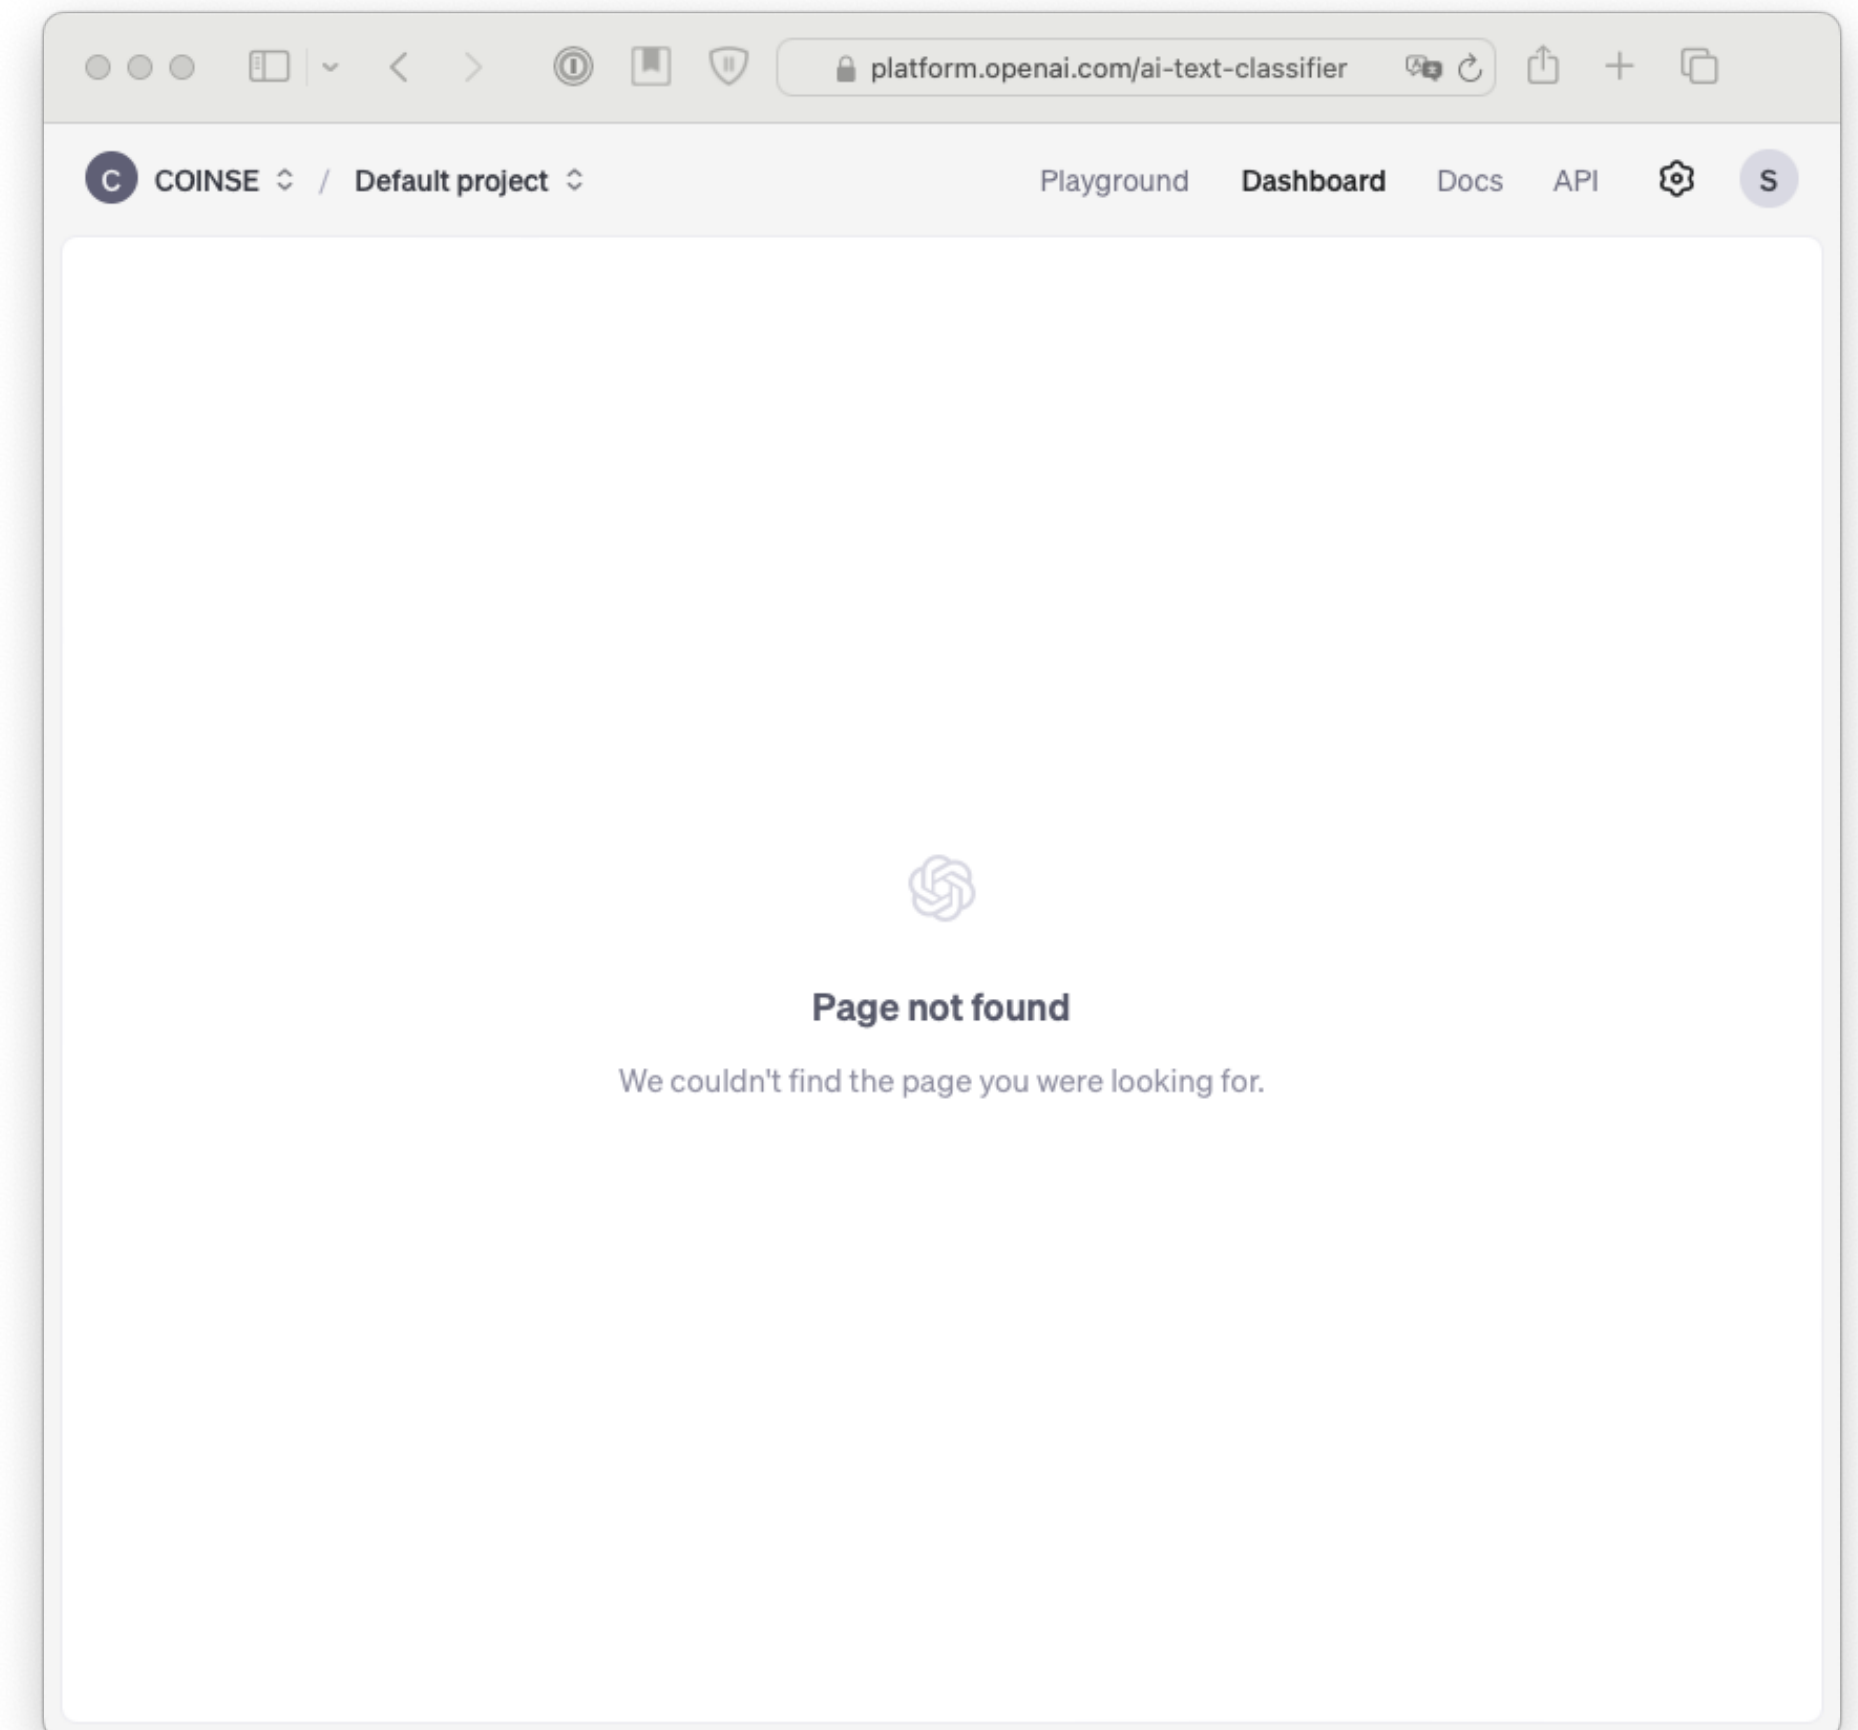 platform.openai.com/ai-text-classifier
C COINSE / Default project Playground Dashboard Docs API S
Page not found
We couldn't find the page you were looking for.